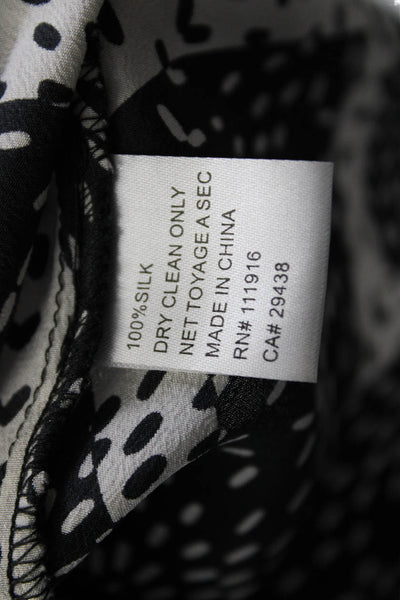 100%SILK
DRY CLEAN ONLY
NET TOYAGE A SEC
MADE IN CHINA
RN# 111916
CA# 29438